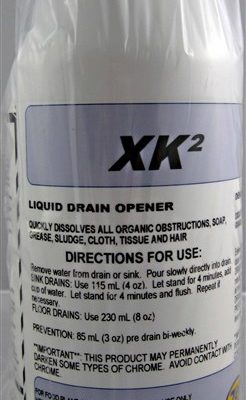 XK²
LIQUID DRAIN OPENER
QUICKLY DISSOLVES ALL ORGANIC OBSTRUCTIONS, SOAP,
GREASE, SLUDGE, CLOTH, TISSUE AND HAIR
DIRECTIONS FOR USE:
Remove water from drain or sink. Pour slowly directly into drain.
SINK DRAINS: Use 115 mL (4 oz). Let stand for 4 minutes, add
cup of water. Let stand for 4 minutes and flush. Repeat if
necessary.
FLOOR DRAINS: Use 230 mL (8 oz)
PREVENTION: 85 mL (3 oz) pre drain bi-weekly.
**IMPORTANT**: THIS PRODUCT MAY PERMANENTLY
DARKEN SOME TYPES OF CHROME. AVOID CONTACT WITH
CHROME.
FOR FOOD